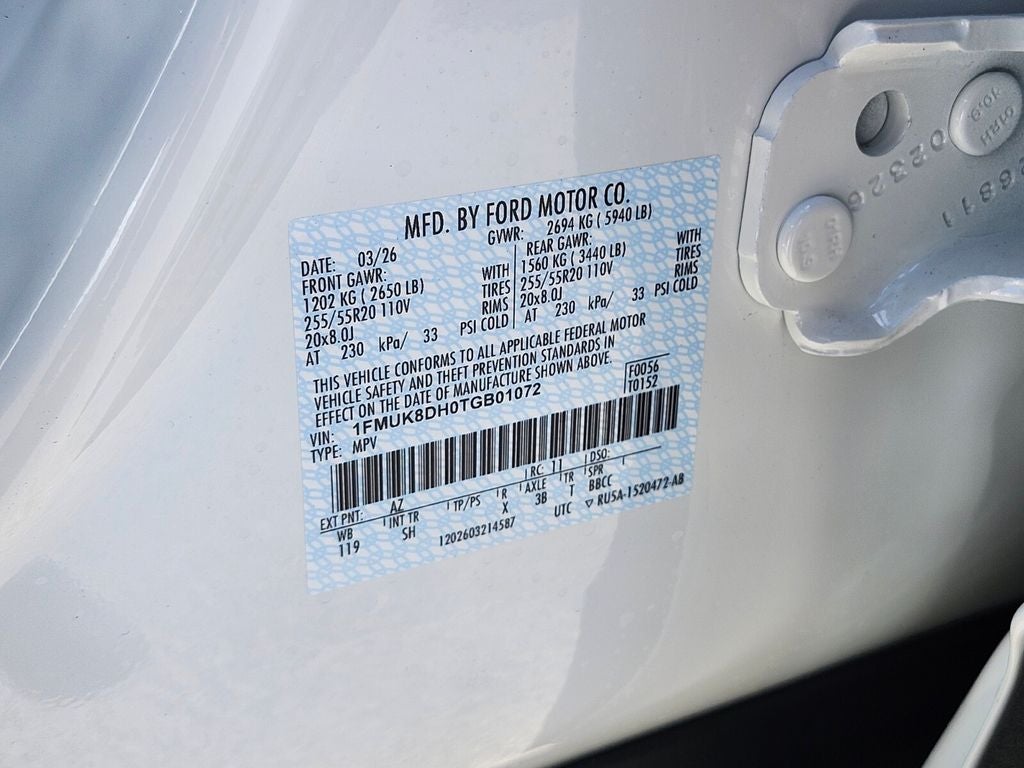 MFD. BY FORD MOTOR CO.
DATE: 03/26 GVWR: 2694 KG ( 5940 LB)
FRONT GAWR: REAR GAWR:
1202 KG ( 2650 LB) WITH 1560 KG ( 3440 LB) WITH
255/55R20 110V TIRES 255/55R20 110V TIRES
20x8.0J RIMS 20x8.0J RIMS
AT 230 kPa/ 33 PSI COLD AT 230 kPa/ 33 PSI COLD
THIS VEHICLE CONFORMS TO ALL APPLICABLE FEDERAL MOTOR
VEHICLE SAFETY AND THEFT PREVENTION STANDARDS IN
EFFECT ON THE DATE OF MANUFACTURE SHOWN ABOVE.
VIN: 1FMUK8DH0TGB01072 F0056
TYPE: MPV T0152
EXT PNT: AZ RC: 11 DSO:
WB INT TR TP/PS R AXLE TR SPR
119 SH X 3B T BBCC
1202603214587 UTC ▽ RU5A-1520472-AB
10.9
01RH
02326